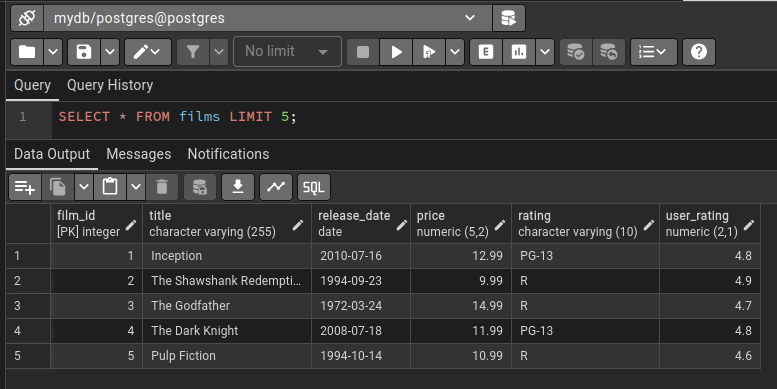 mydb/postgres@postgres
No limit E
Query Query History
1 SELECT * FROM films LIMIT 5;
Data Output Messages Notifications
SQL
film_id title release_date price rating user_rating
[PK] integer character varying (255) date numeric (5,2) character varying (10) numeric (2,1)
1 1 Inception 2010-07-16 12.99 PG-13 4.8
2 2 The Shawshank Redempti… 1994-09-23 9.99 R 4.9
3 3 The Godfather 1972-03-24 14.99 R 4.7
4 4 The Dark Knight 2008-07-18 11.99 PG-13 4.8
5 5 Pulp Fiction 1994-10-14 10.99 R 4.6